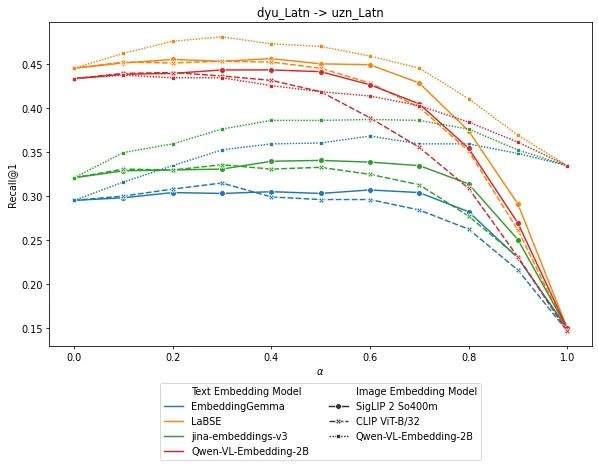 dyu_Latn -> uzn_Latn
Recall@1
0.45
0.40
0.35
0.30
0.25
0.20
0.15
0.0 0.2 0.4 0.6 0.8 1.0
α
Text Embedding Model Image Embedding Model
EmbeddingGemma SigLIP 2 So400m
LaBSE CLIP ViT-B/32
jina-embeddings-v3 Qwen-VL-Embedding-2B
Qwen-VL-Embedding-2B